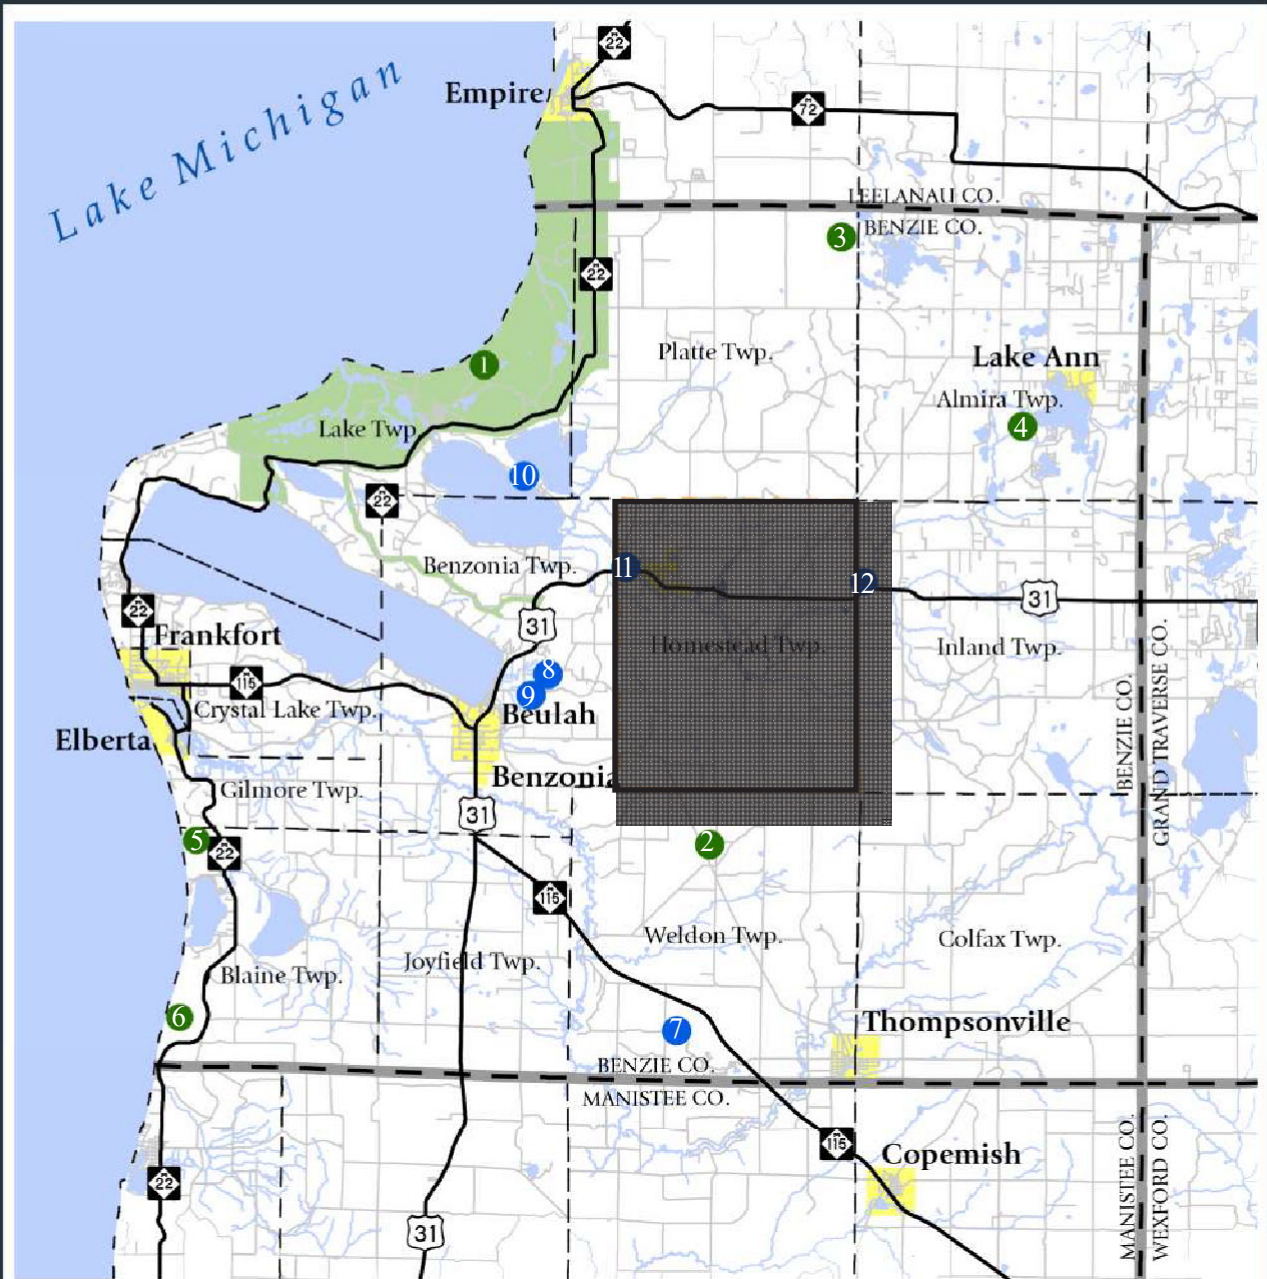 22
Empire
72
Lake Michigan
LEELANAU CO.
3
BENZIE CO.
22
Platte Twp.
Lake Ann
1
Almira Twp.
Lake Twp
4
10
22
Benzonia Twp.
11
12
31
22
31
Frankfort
Homestead Twp.
Inland Twp.
8
115
9
Crystal Lake Twp.
Beulah
BENZIE CO.
GRAND TRAVERSE CO.
Elberta
Benzonia
Gilmore Twp.
31
5
22
2
115
Weldon Twp.
Colfax Twp.
Joyfield Twp.
Blaine Twp.
6
7
Thompsonville
BENZIE CO.
MANISTEE CO.
115
Copemish
MANISTEE CO.
WEXFORD CO.
22
31